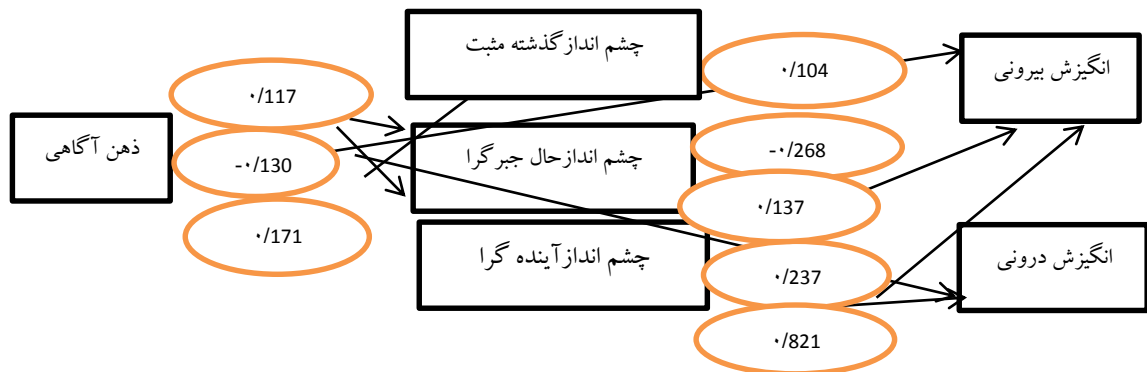 چشم اندازگذشته مثبت
انگیزش بیرونی
۰/104
۰/117
ذهن آگاهی
-۰/130
چشم اندازحال جبرگرا
-۰/268
۰/137
۰/171
چشم اندازآینده گرا
انگیزش درونی
۰/237
۰/821